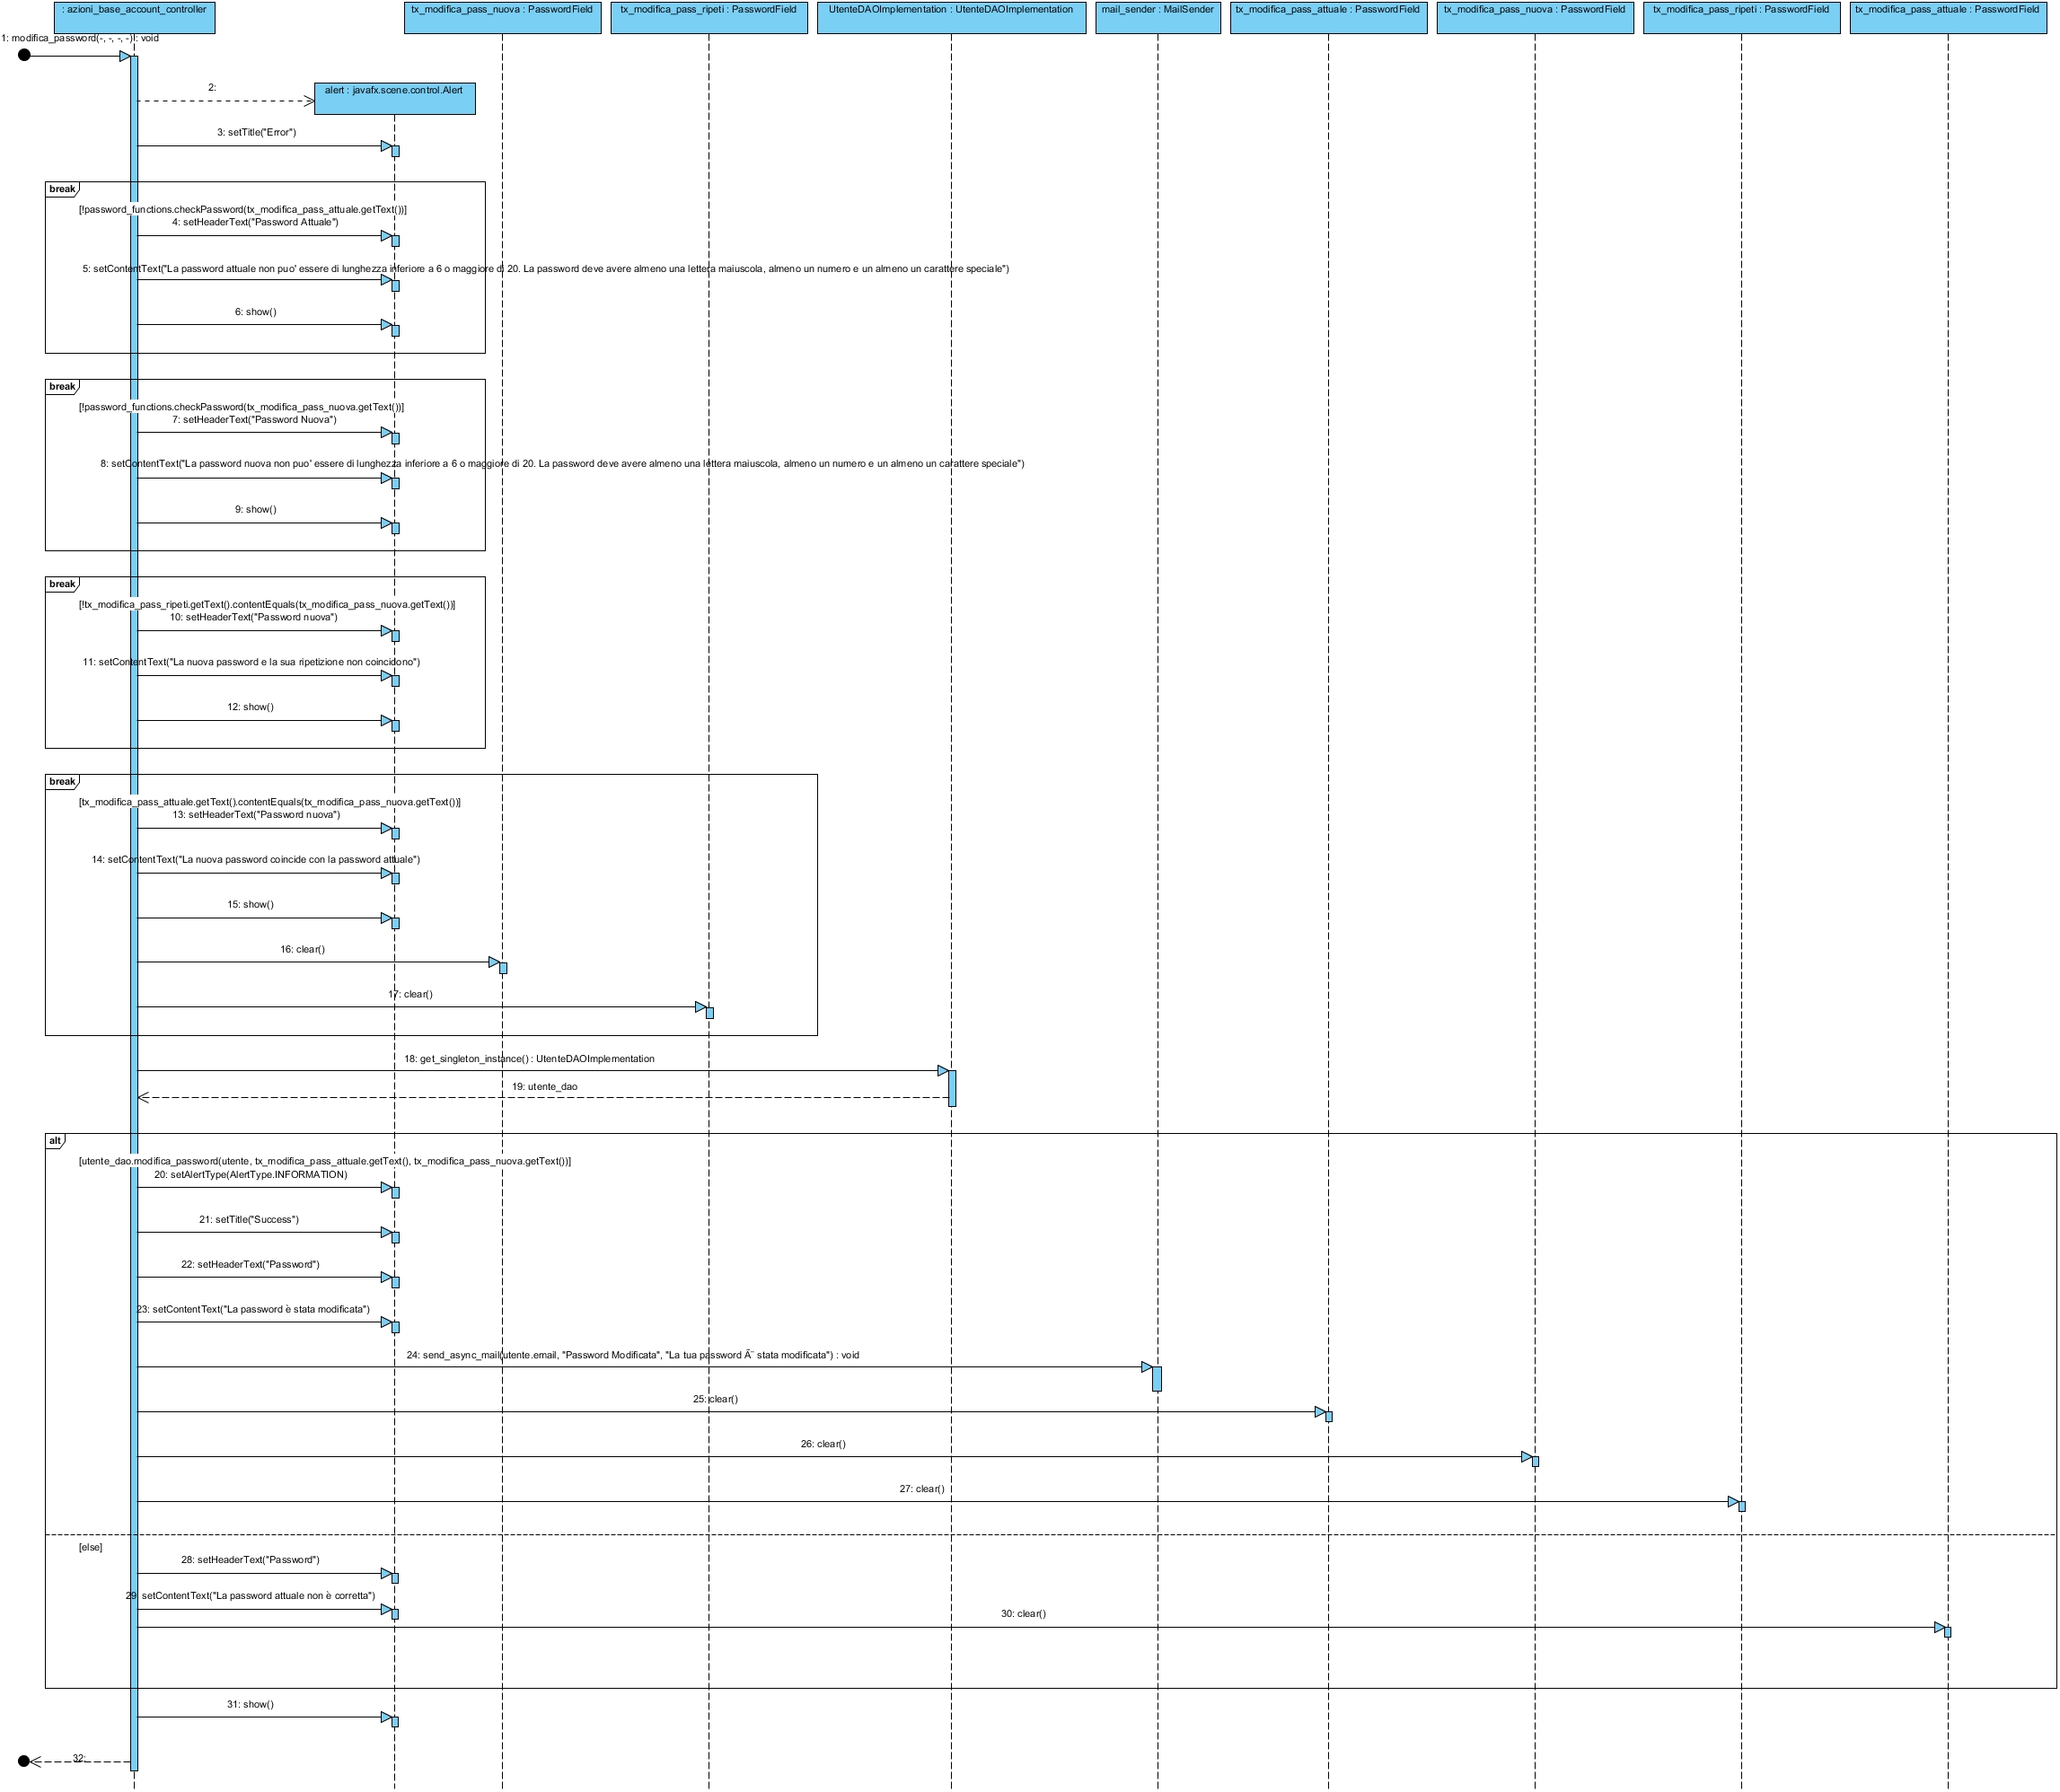 : azioni_base_account_controller
tx_modifica_pass_nuova : PasswordField
tx_modifica_pass_ripeti : PasswordField
UtenteDAOImplementation : UtenteDAOImplementation
mail_sender : MailSender
tx_modifica_pass_attuale : PasswordField
tx_modifica_pass_nuova : PasswordField
tx_modifica_pass_ripeti : PasswordField
tx_modifica_pass_attuale : PasswordField
1: modifica_password(-, -, -, -) : void
2:
alert : javafx.scene.control.Alert
3: setTitle("Error")
break
[!password_functions.checkPassword(tx_modifica_pass_attuale.getText())]
4: setHeaderText("Password Attuale")
5: setContentText("La password attuale non puo' essere di lunghezza inferiore a 6 o maggiore di 20. La password deve avere almeno una lettera maiuscola, almeno un numero e un almeno un carattere speciale")
6: show()
break
[!password_functions.checkPassword(tx_modifica_pass_nuova.getText())]
7: setHeaderText("Password Nuova")
8: setContentText("La password nuova non puo' essere di lunghezza inferiore a 6 o maggiore di 20. La password deve avere almeno una lettera maiuscola, almeno un numero e un almeno un carattere speciale")
9: show()
break
[!tx_modifica_pass_ripeti.getText().contentEquals(tx_modifica_pass_nuova.getText())]
10: setHeaderText("Password nuova")
11: setContentText("La nuova password e la sua ripetizione non coincidono")
12: show()
break
[tx_modifica_pass_attuale.getText().contentEquals(tx_modifica_pass_nuova.getText())]
13: setHeaderText("Password nuova")
14: setContentText("La nuova password coincide con la password attuale")
15: show()
16: clear()
17: clear()
18: get_singleton_instance() : UtenteDAOImplementation
19: utente_dao
alt
[utente_dao.modifica_password(utente, tx_modifica_pass_attuale.getText(), tx_modifica_pass_nuova.getText())]
20: setAlertType(AlertType.INFORMATION)
21: setTitle("Success")
22: setHeaderText("Password")
23: setContentText("La password è stata modificata")
24: send_async_mail(utente.email, "Password Modificata", "La tua password Ã¨ stata modificata") : void
25: clear()
26: clear()
27: clear()
[else]
28: setHeaderText("Password")
29: setContentText("La password attuale non è corretta")
30: clear()
31: show()
32: